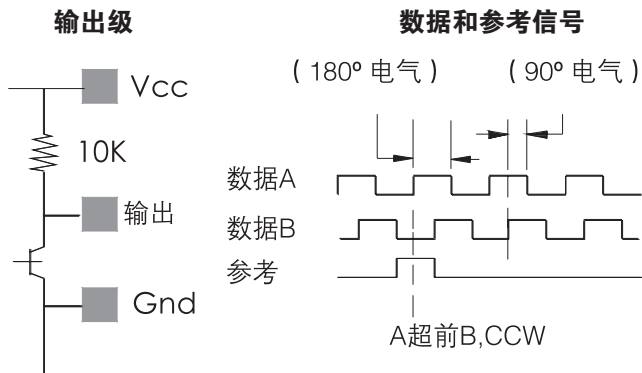 输出级
Vcc
10K
输出
Gnd
数据和参考信号
( 180º 电气 )
( 90º 电气 )
数据A
数据B
参考
A超前B,CCW